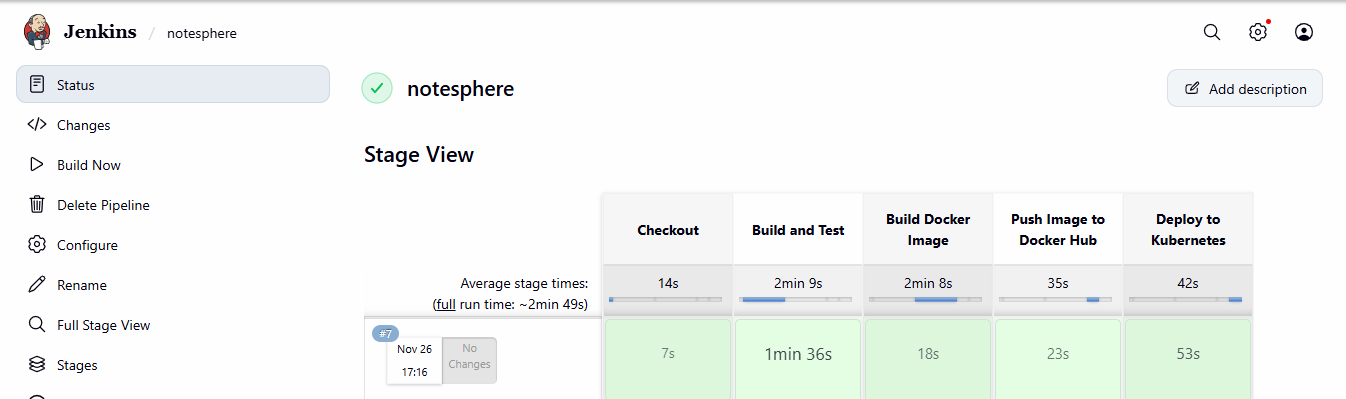 Jenkins / notesphere
Status
Changes
Build Now
Delete Pipeline
Configure
Rename
Full Stage View
Stages
notesphere
Add description
Stage View
Checkout
Build and Test
Build Docker
Image
Push Image to
Docker Hub
Deploy to
Kubernetes
Average stage times:
(full run time: ~2min 49s)
14s
2min 9s
2min 8s
35s
42s
#7
Nov 26
17:16
No
Changes
7s
1min 36s
18s
23s
53s